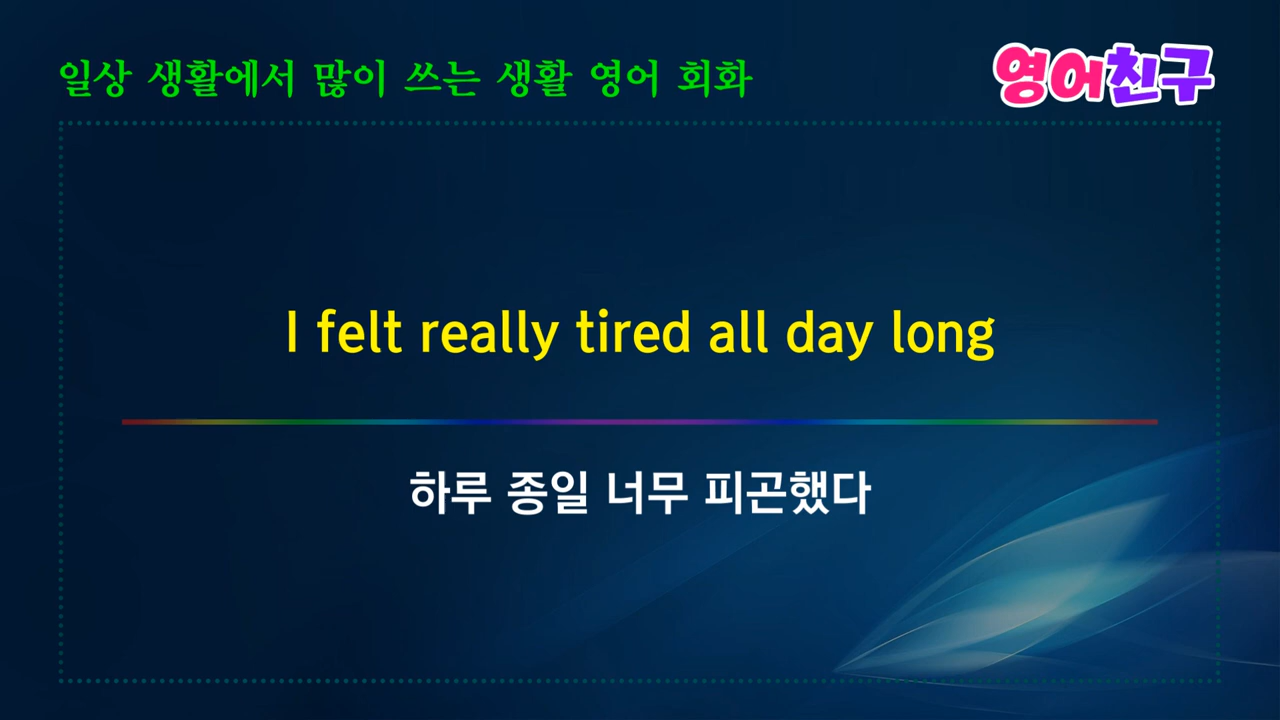 일상 생활에서 많이 쓰는 생활 영어 회화
영어친구
I felt really tired all day long
하루 종일 너무 피곤했다